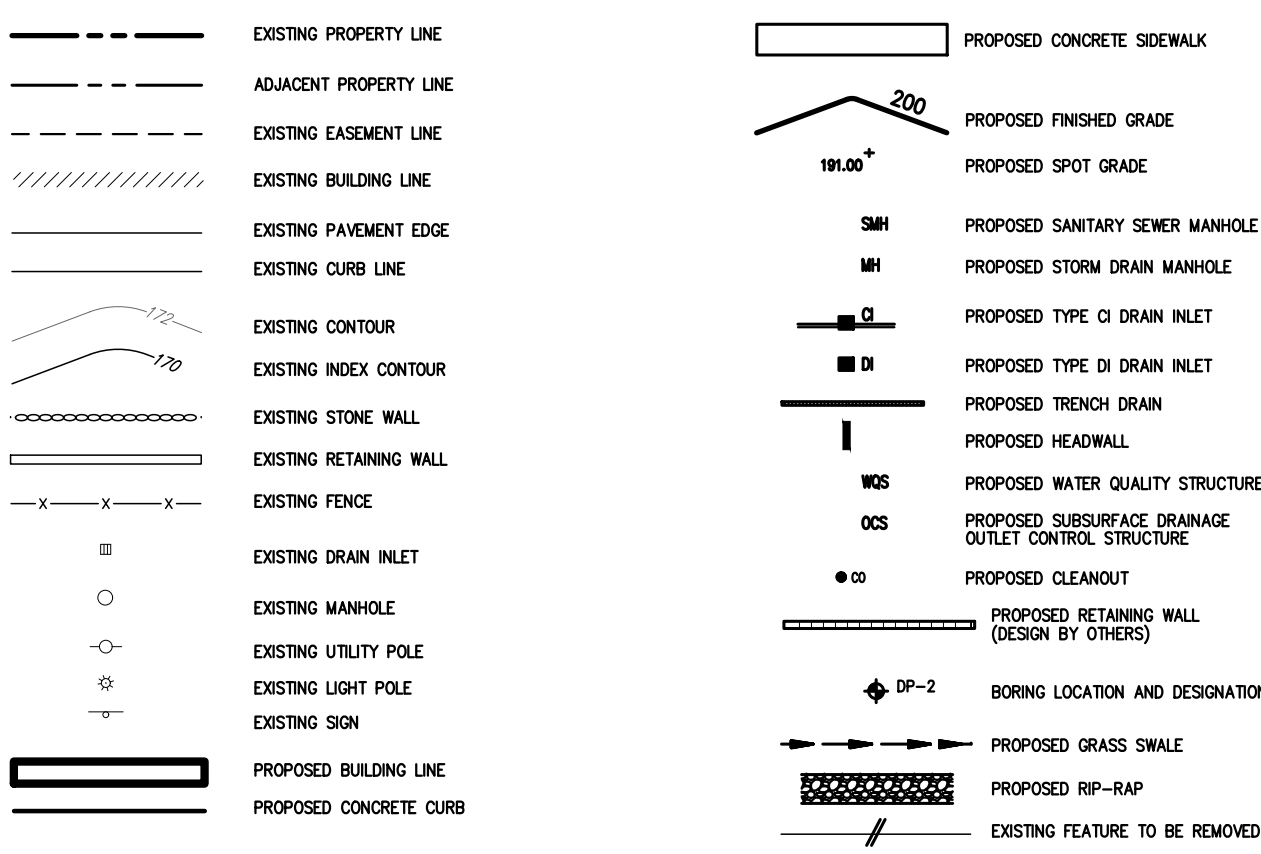 EXISTING PROPERTY LINE
ADJACENT PROPERTY LINE
EXISTING EASEMENT LINE
EXISTING BUILDING LINE
EXISTING PAVEMENT EDGE
EXISTING CURB LINE
172
EXISTING CONTOUR
170
EXISTING INDEX CONTOUR
EXISTING STONE WALL
EXISTING RETAINING WALL
X X X
EXISTING FENCE
EXISTING DRAIN INLET
EXISTING MANHOLE
EXISTING UTILITY POLE
EXISTING LIGHT POLE
EXISTING SIGN
PROPOSED BUILDING LINE
PROPOSED CONCRETE CURB
PROPOSED CONCRETE SIDEWALK
200
PROPOSED FINISHED GRADE
191.00+
PROPOSED SPOT GRADE
SMH
PROPOSED SANITARY SEWER MANHOLE
MH
PROPOSED STORM DRAIN MANHOLE
CI
PROPOSED TYPE CI DRAIN INLET
DI
PROPOSED TYPE DI DRAIN INLET
PROPOSED TRENCH DRAIN
PROPOSED HEADWALL
WQS
PROPOSED WATER QUALITY STRUCTURE
OCS
PROPOSED SUBSURFACE DRAINAGE
OUTLET CONTROL STRUCTURE
CO
PROPOSED CLEANOUT
PROPOSED RETAINING WALL
(DESIGN BY OTHERS)
DP-2
BORING LOCATION AND DESIGNATION
PROPOSED GRASS SWALE
PROPOSED RIP-RAP
EXISTING FEATURE TO BE REMOVED